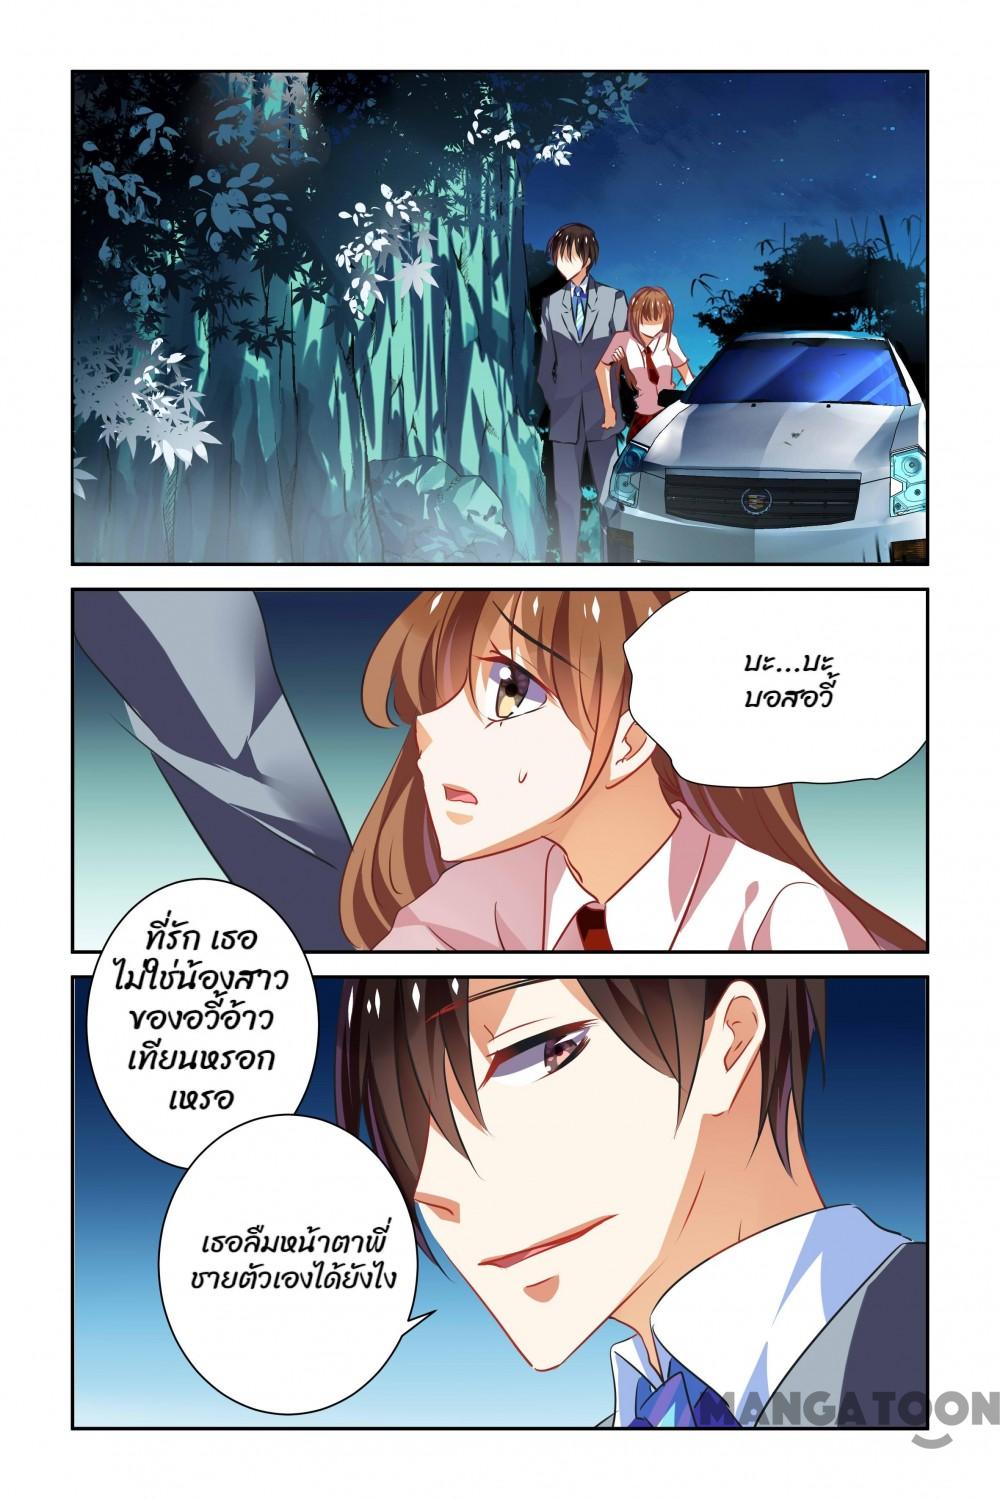 บะ...บะ
บอสอวี้
ที่รัก เธอ
ไม่ใช่น้องสาว
ของอวี้อ้าว
เทียนหรอก
เหรอ
เธอลืมหน้าตาพี่
ชายตัวเองได้ยังไง
MANGATOON